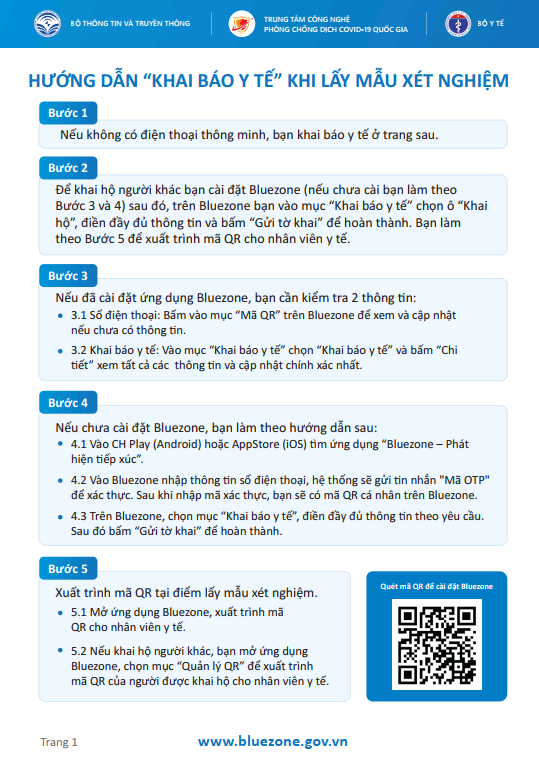 BỘ THÔNG TIN VÀ TRUYỀN THÔNG
TRUNG TÂM CÔNG NGHỆ
PHÒNG CHỐNG DỊCH COVID•19 QUỐC GIA
BỘ Y TẾ
HƯỚNG DẪN “KHAI BÁO Y TẾ” KHI LẤY MẪU XÉT NGHIỆM
Bước 1
Nếu không có điện thoại thông minh, bạn khai báo y tế ở trang sau.
Bước 2
Để khai hộ người khác bạn cài đặt Bluezone (nếu chưa cài bạn làm theo
Bước 3 và 4) sau đó, trên Bluezone bạn vào mục “Khai báo y tế” chọn ô “Khai
hộ”, điền đầy đủ thông tin và bấm “Gửi tờ khai” để hoàn thành. Bạn làm
theo Bước 5 để xuất trình mã QR cho nhân viên y tế.
Bước 3
Nếu đã cài đặt ứng dụng Bluezone, bạn cần kiểm tra 2 thông tin:
• 3.1 Số điện thoại: Bấm vào mục “Mã QR” trên Bluezone để xem và cập nhật
nếu chưa có thông tin.
• 3.2 Khai báo y tế: Vào mục “Khai báo y tế” chọn “Khai báo y tế” và bấm “Chi
tiết” xem tất cả các thông tin và cập nhật chính xác nhất.
Bước 4
Nếu chưa cài đặt Bluezone, bạn làm theo hướng dẫn sau:
• 4.1 Vào CH Play (Android) hoặc AppStore (iOS) tìm ứng dụng “Bluezone – Phát
hiện tiếp xúc”.
• 4.2 Vào Bluezone nhập thông tin số điện thoại, hệ thống sẽ gửi tin nhắn "Mã OTP"
để xác thực. Sau khi nhập mã xác thực, bạn sẽ có mã QR cá nhân trên Bluezone.
• 4.3 Trên Bluezone, chọn mục “Khai báo y tế”, điền đầy đủ thông tin theo yêu cầu.
Sau đó bấm “Gửi tờ khai” để hoàn thành.
Bước 5
Xuất trình mã QR tại điểm lấy mẫu xét nghiệm.
• 5.1 Mở ứng dụng Bluezone, xuất trình mã
QR cho nhân viên y tế.
• 5.2 Nếu khai hộ người khác, bạn mở ứng dụng
Bluezone, chọn mục “Quản lý QR” để xuất trình
mã QR của người được khai hộ cho nhân viên y tế.
Quét mã QR để cài đặt Bluezone
Trang 1
www.bluezone.gov.vn